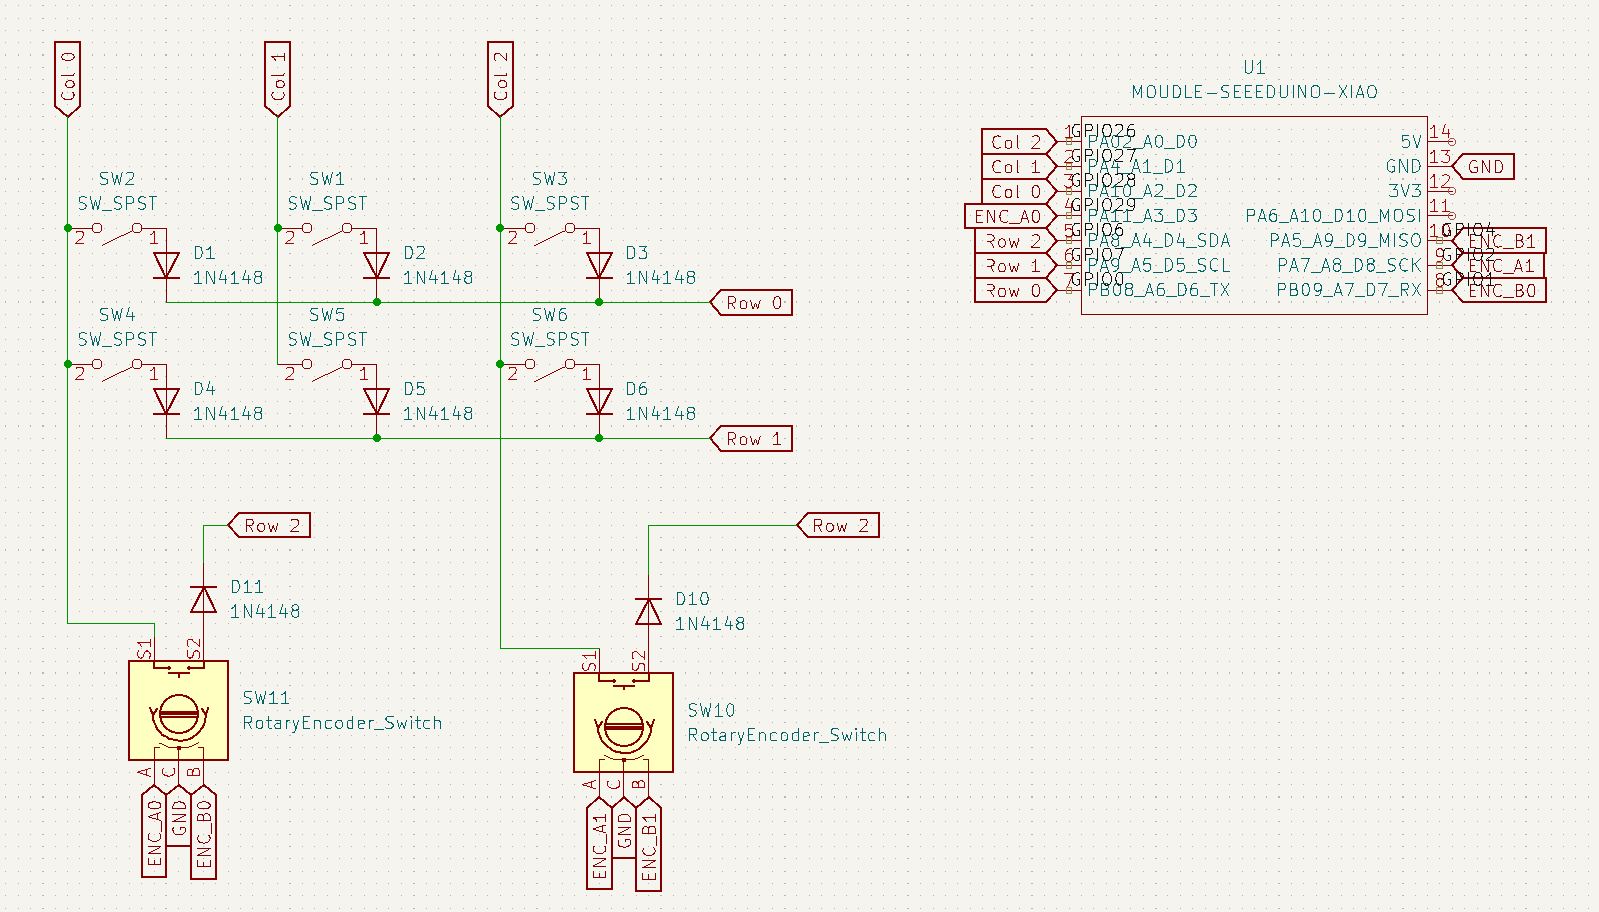 Col 0
Col 1
Col 2
U1
MOUDLE-SEEEDUINO-XIAO
Col 2
1
GPIO26
PA02_A0_D0
5V
14
Col 1
2
GPIO27
PA4_A1_D1
GND
13
GND
Col 0
3
GPIO28
PA10_A2_D2
3V3
12
ENC_A0
4
GPIO29
PA11_A3_D3
PA6_A10_D10_MOSI
11
Row 2
5
GPIO6
PA8_A4_D4_SDA
PA5_A9_D9_MISO
10
GPIO4
ENC_B1
Row 1
6
GPIO7
PA9_A5_D5_SCL
PA7_A8_D8_SCK
9
GPIO2
ENC_A1
Row 0
7
GPIO0
PB08_A6_D6_TX
PB09_A7_D7_RX
8
GPIO1
ENC_B0
SW2
SW_SPST
2
1
D1
1N4148
SW1
SW_SPST
2
1
D2
1N4148
SW3
SW_SPST
2
1
D3
1N4148
Row 0
SW4
SW_SPST
2
1
D4
1N4148
SW5
SW_SPST
2
1
D5
1N4148
SW6
SW_SPST
2
1
D6
1N4148
Row 1
Row 2
D11
1N4148
S1
S2
SW11
RotaryEncoder_Switch
A
C
B
ENC_A0
GND
ENC_B0
Row 2
D10
1N4148
S1
S2
SW10
RotaryEncoder_Switch
A
C
B
ENC_A1
GND
ENC_B1